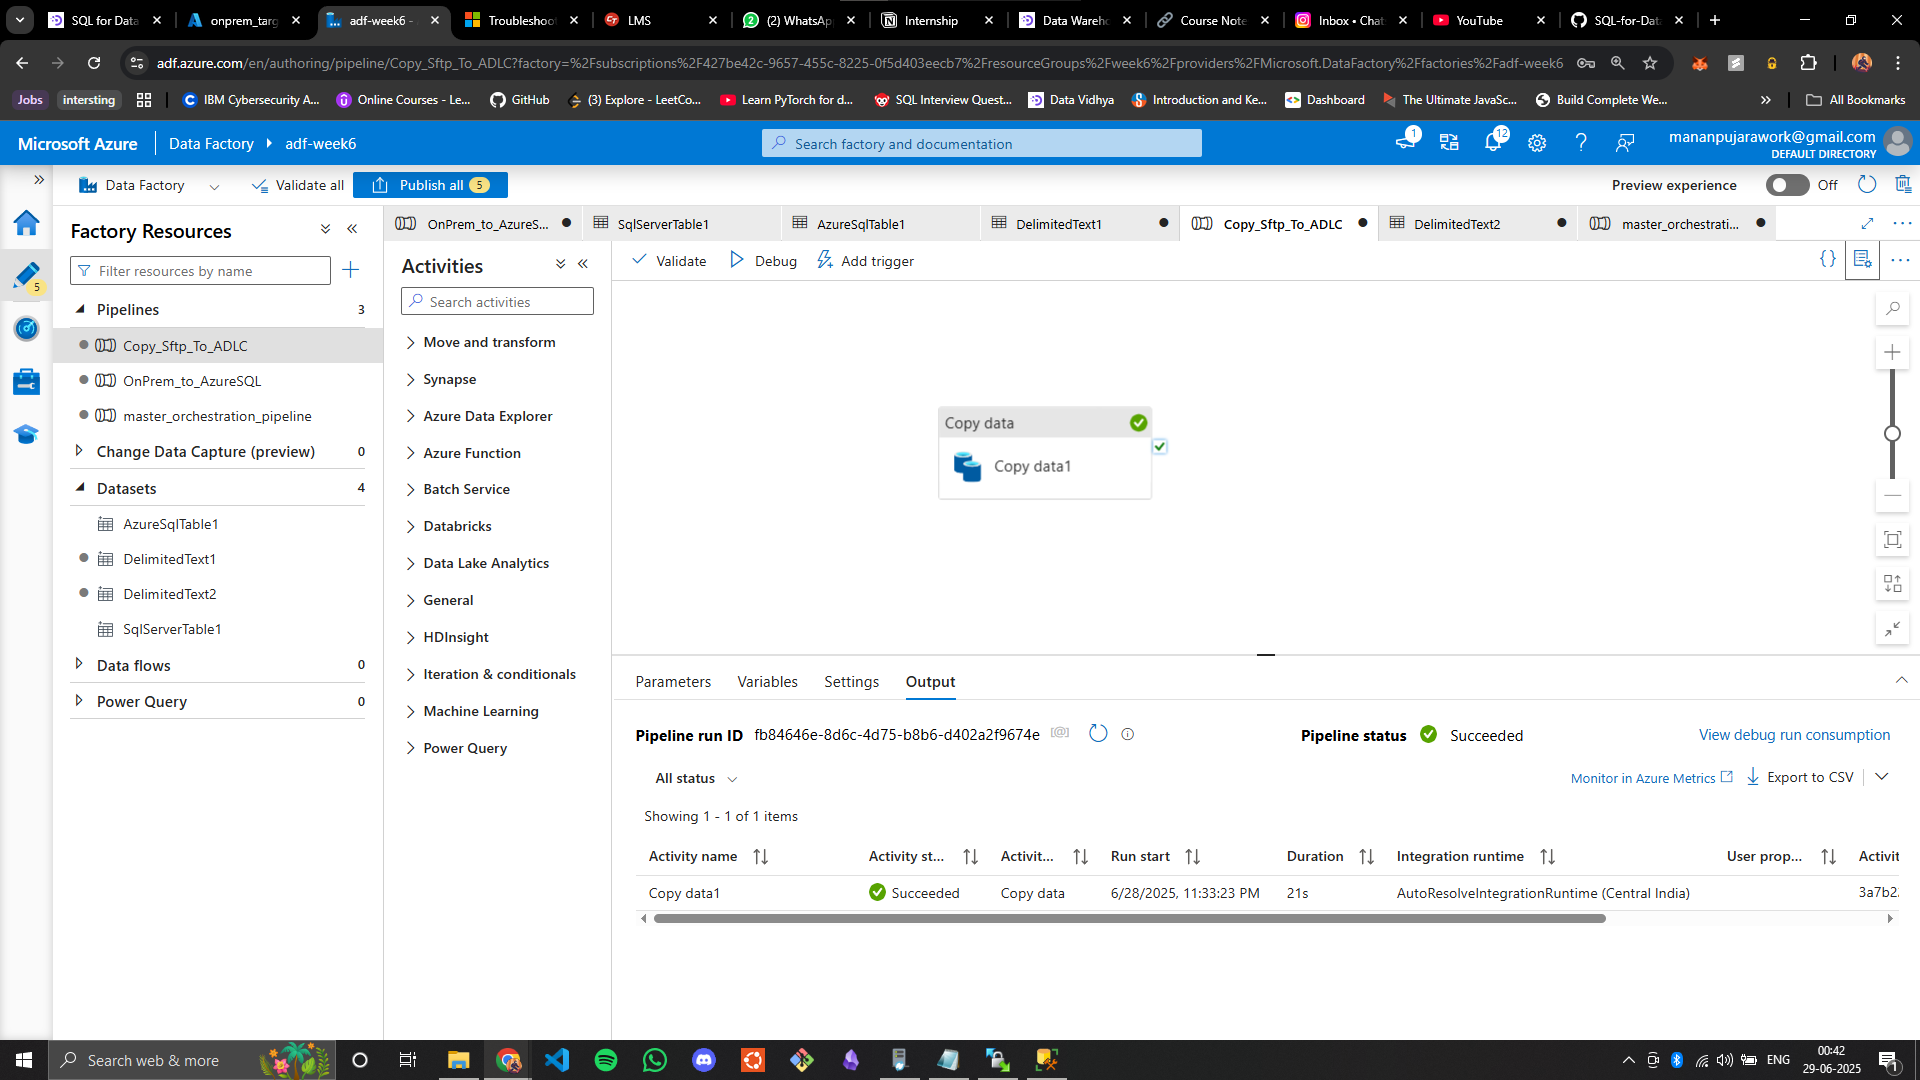 SQL for Data
onprem_targ
adf-week6 -
Troubleshoo
LMS
(2) WhatsApp
Internship
Data Wareho
Course Note
Inbox • Chat
YouTube
SQL-for-Dat
adf.azure.com/en/authoring/pipeline/Copy_Sftp_To_ADLC?factory=%2Fsubscriptions%2F427be42c-9657-455c-8225-0f5d403eecb7%2FresourceGroups%2Fweek6%2Fproviders%2FMicrosoft.DataFactory%2Ffactories%2Fadf-week6
Jobs
intersting
IBM Cybersecurity A...
Online Courses - Le...
GitHub
(3) Explore - LeetCo...
Learn PyTorch for d...
SQL Interview Quest...
Data Vidhya
Introduction and Ke...
Dashboard
The Ultimate JavaSc...
Build Complete We...
All Bookmarks
Microsoft Azure
Data Factory
adf-week6
Search factory and documentation
1
12
mananpujarawork@gmail.com
DEFAULT DIRECTORY
Data Factory
Validate all
Publish all 5
Preview experience
Off
5
Factory Resources
Filter resources by name
Pipelines 3
Copy_Sftp_To_ADLC
OnPrem_to_AzureSQL
master_orchestration_pipeline
Change Data Capture (preview) 0
Datasets 4
AzureSqlTable1
DelimitedText1
DelimitedText2
SqlServerTable1
Data flows 0
Power Query 0
OnPrem_to_AzureS...
SqlServerTable1
AzureSqlTable1
DelimitedText1
Copy_Sftp_To_ADLC
DelimitedText2
master_orchestrati...
Activities
Search activities
Move and transform
Synapse
Azure Data Explorer
Azure Function
Batch Service
Databricks
Data Lake Analytics
General
HDInsight
Iteration & conditionals
Machine Learning
Power Query
Validate
Debug
Add trigger
{}
Copy data
Copy data1
Parameters
Variables
Settings
Output
Pipeline run ID fb84646e-8d6c-4d75-b8b6-d402a2f9674e
Pipeline status Succeeded
View debug run consumption
All status
Monitor in Azure Metrics
Export to CSV
Showing 1 - 1 of 1 items
Activity name Activity st... Activit... Run start Duration Integration runtime User prop... Activit
Copy data1 Succeeded Copy data 6/28/2025, 11:33:23 PM 21s AutoResolveIntegrationRuntime (Central India) 3a7b2
Search web & more
ENG
00:42
29-06-2025
1